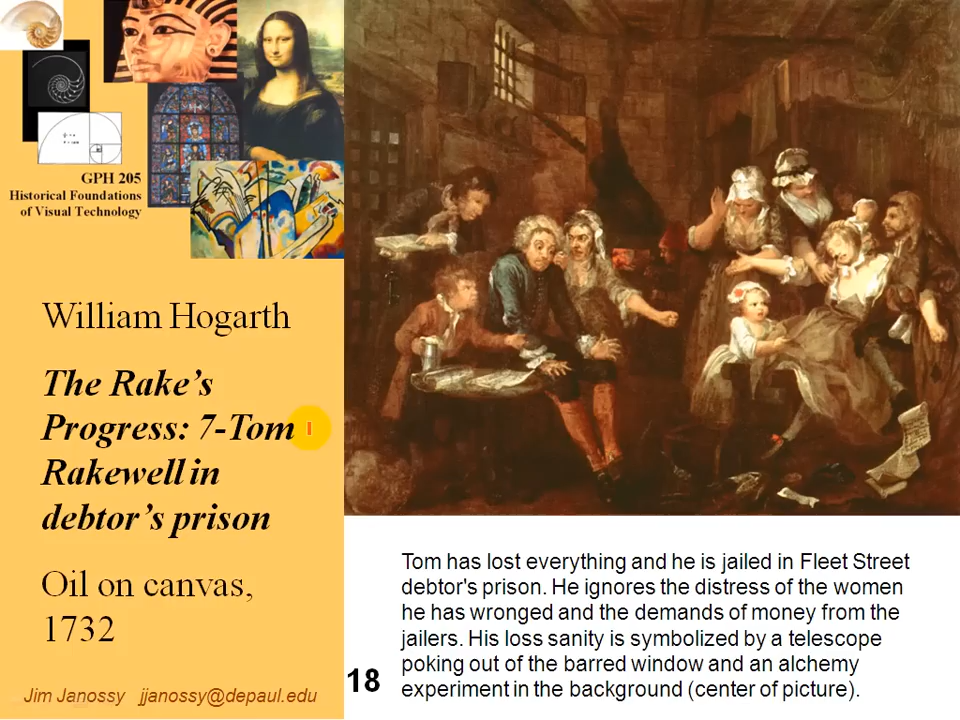 GPH 205
Historical Foundations
of Visual Technology
William Hogarth
The Rake's
Progress: 7-Tom
Rakewell in
debtor's prison
Oil on canvas,
1732
Jim Janossy jjanossy@depaul.edu
18
Tom has lost everything and he is jailed in Fleet Street
debtor's prison. He ignores the distress of the women
he has wronged and the demands of money from the
jailers. His loss sanity is symbolized by a telescope
poking out of the barred window and an alchemy
experiment in the background (center of picture).